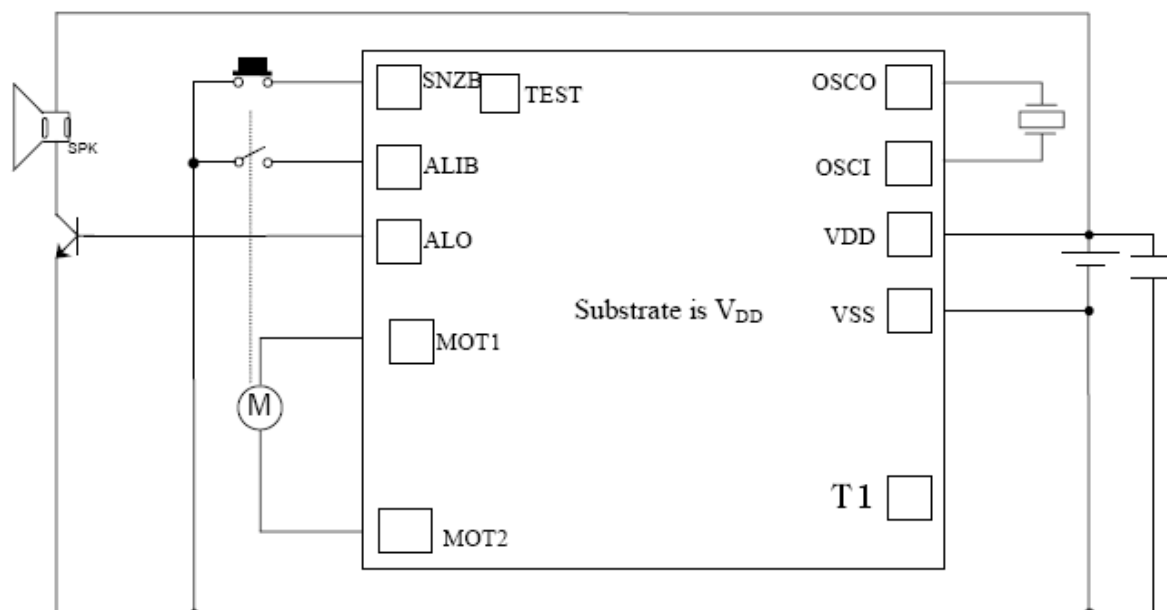 SNZB
TEST
OSCO
SPK
ALIB
OSCI
ALO
VDD
Substrate is VDD
VSS
MOT1
M
T1
MOT2